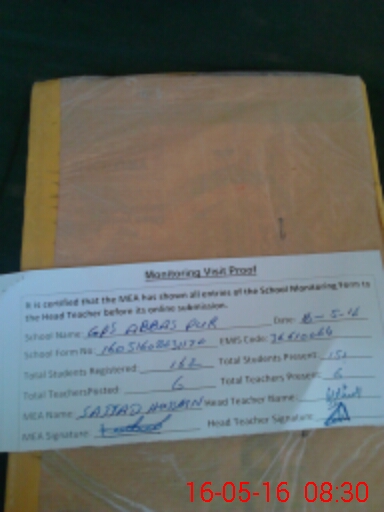 Monitoring Visit Proof
It is certified that the MEA has shown all entries of the School Monitoring Form to
the Head Teacher before its online submission.
School Name: GPS ABBAS PUR Date: 16-5-16
School Form No: EMIS Code:
Total Students Registered: 162 Total Students Present: 151
Total TeachersPosted: 6 Total Teachers Present: 6
MEA Name: SAJJAD HUSSAIN Head Teacher Name:
MEA Signature: Head Teacher Signature:
16-05-16 08:30